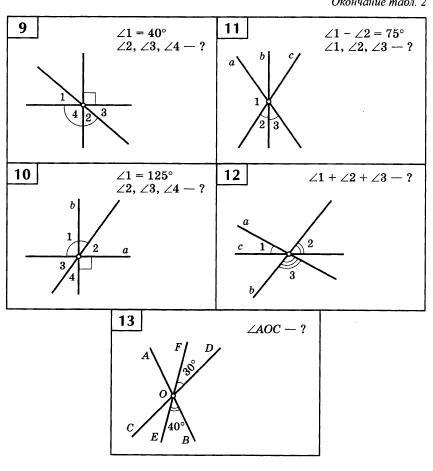 Окончание табл. 2
9
∠1 = 40°
∠2, ∠3, ∠4 — ?
1
4
2
3
11
∠1 − ∠2 = 75°
∠1, ∠2, ∠3 — ?
a
b
c
1
2
3
10
∠1 = 125°
∠2, ∠3, ∠4 — ?
b
1
2
a
3
4
12
∠1 + ∠2 + ∠3 — ?
a
c
1
2
3
b
13
∠AOC — ?
A
F
D
30°
O
C
E
40°
B